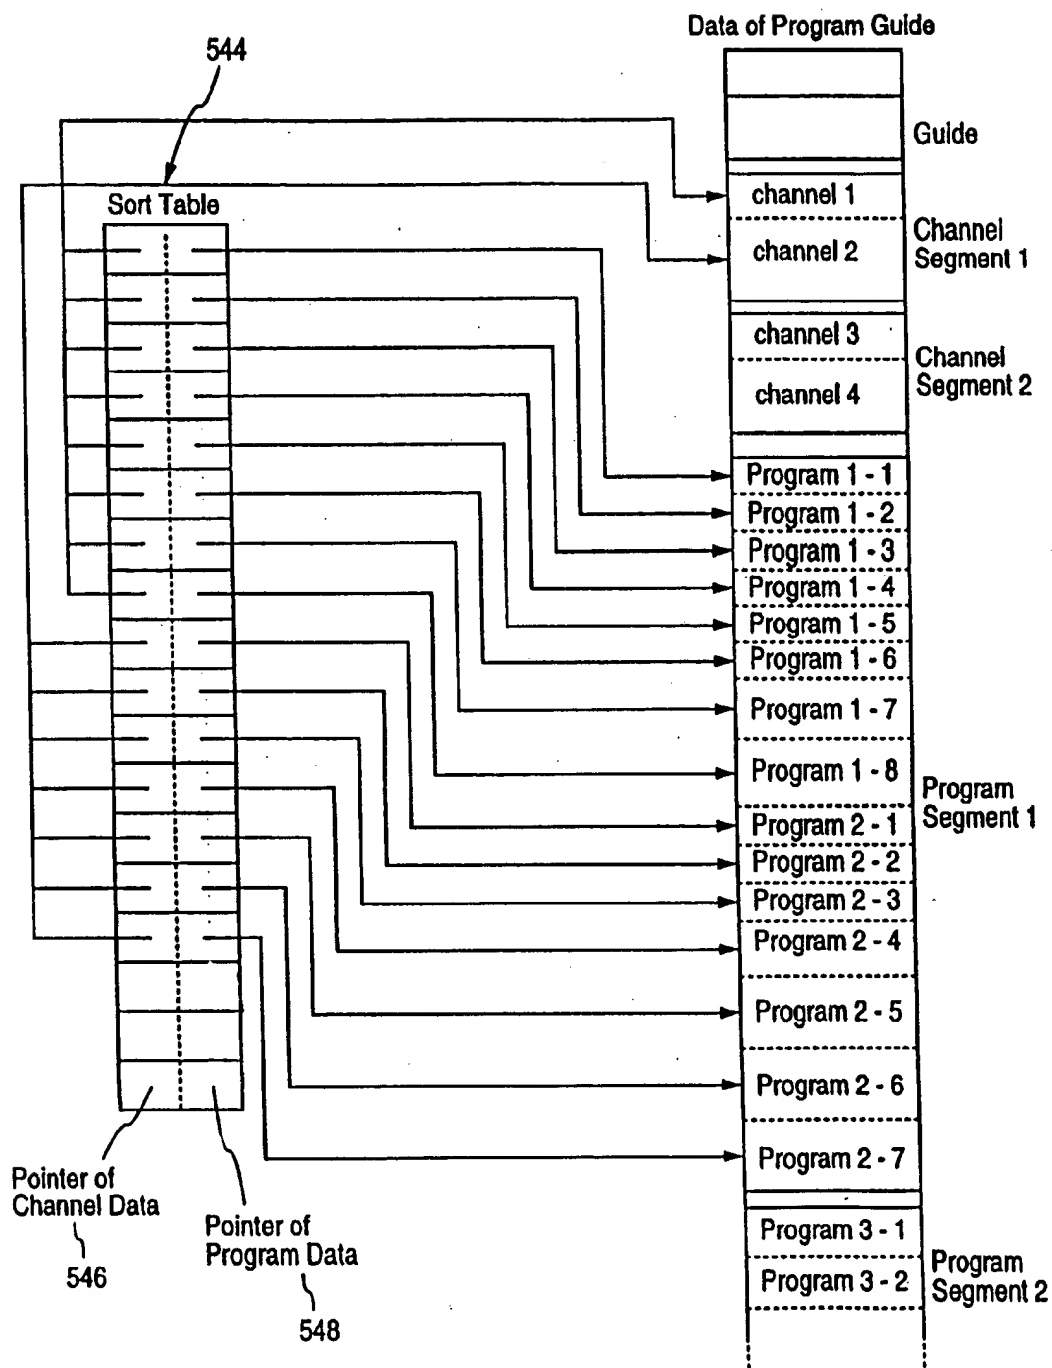 Data of Program Guide
544
Guide
Sort Table
channel 1
channel 2
Channel
Segment 1
channel 3
channel 4
Channel
Segment 2
Program 1 - 1
Program 1 - 2
Program 1 - 3
Program 1 - 4
Program 1 - 5
Program 1 - 6
Program 1 - 7
Program 1 - 8
Program 2 - 1
Program 2 - 2
Program 2 - 3
Program 2 - 4
Program 2 - 5
Program 2 - 6
Program 2 - 7
Program
Segment 1
Program 3 - 1
Program 3 - 2
Program
Segment 2
Pointer of
Channel Data
546
Pointer of
Program Data
548